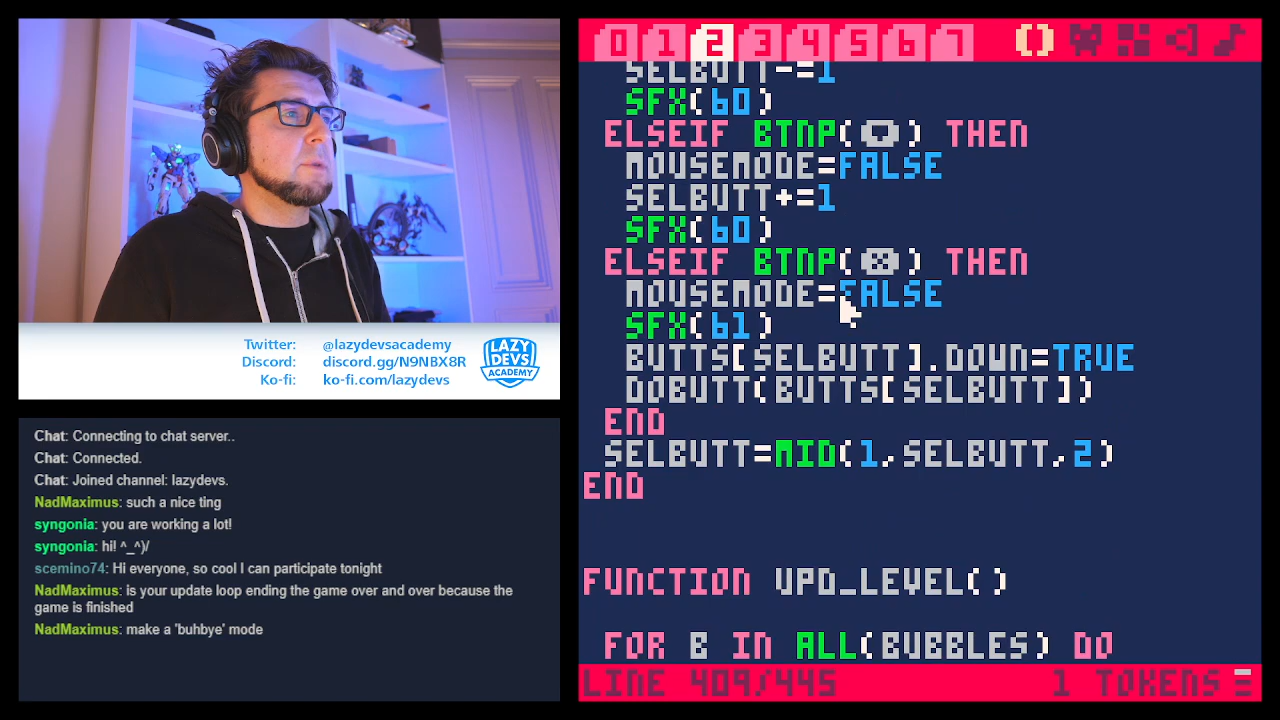 Twitter: @lazydevsacademy
Discord: discord.gg/N9NBX8R
Ko-fi: ko-fi.com/lazydevs
LAZY
DEVS
ACADEMY
Chat: Connecting to chat server..
Chat: Connected.
Chat: Joined channel: lazydevs.
NadMaximus: such a nice ting
syngonia: you are working a lot!
syngonia: hi! ^_^)/
scemino74: Hi everyone, so cool I can participate tonight
NadMaximus: is your update loop ending the game over and over because the
game is finished
NadMaximus: make a 'buhbye' mode
0 1 2 3 4 5 6 7 ()
SELBUTT-=1
SFX(60)
ELSEIF BTNP(⬇️) THEN
MOUSEMODE=FALSE
SELBUTT+=1
SFX(60)
ELSEIF BTNP(❎) THEN
MOUSEMODE=FALSE
SFX(61)
BUTTS[SELBUTT].DOWN=TRUE
DOBUTT(BUTTS[SELBUTT])
END
SELBUTT=MID(1,SELBUTT,2)
END
FUNCTION UPD_LEVEL()
FOR B IN ALL(BUBBLES) DO
LINE 409/445 1 TOKENS